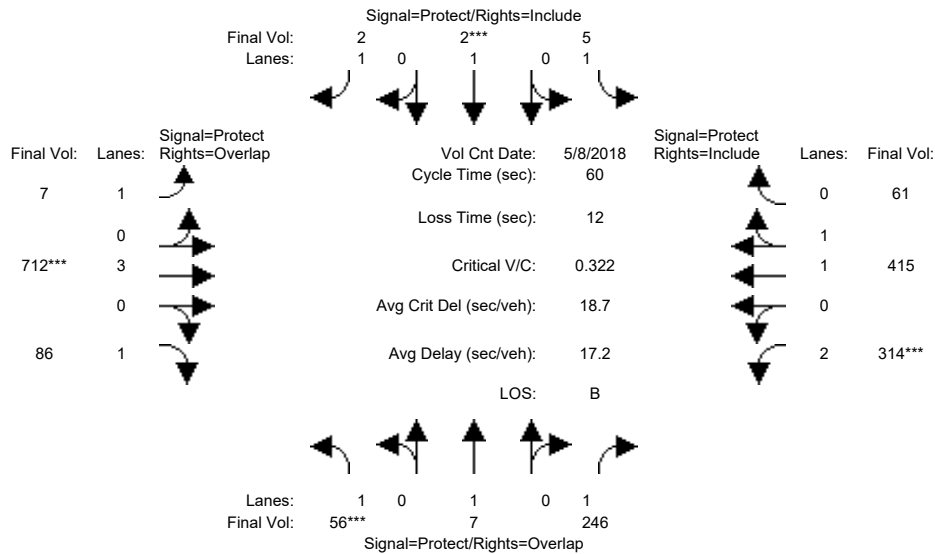 Signal=Protect/Rights=Include
Final Vol: 2 2*** 5
Lanes: 1 0 1 0 1
Signal=Protect
Rights=Overlap
Final Vol: Lanes:
Vol Cnt Date: 5/8/2018
Cycle Time (sec): 60
Signal=Protect
Rights=Include
Lanes: Final Vol:
7 1
0 61
Loss Time (sec): 12
0
1
712*** 3
Critical V/C: 0.322
1 415
0
Avg Crit Del (sec/veh): 18.7
0
86 1
Avg Delay (sec/veh): 17.2
2 314***
LOS: B
Lanes: 1 0 1 0 1
Final Vol: 56*** 7 246
Signal=Protect/Rights=Overlap